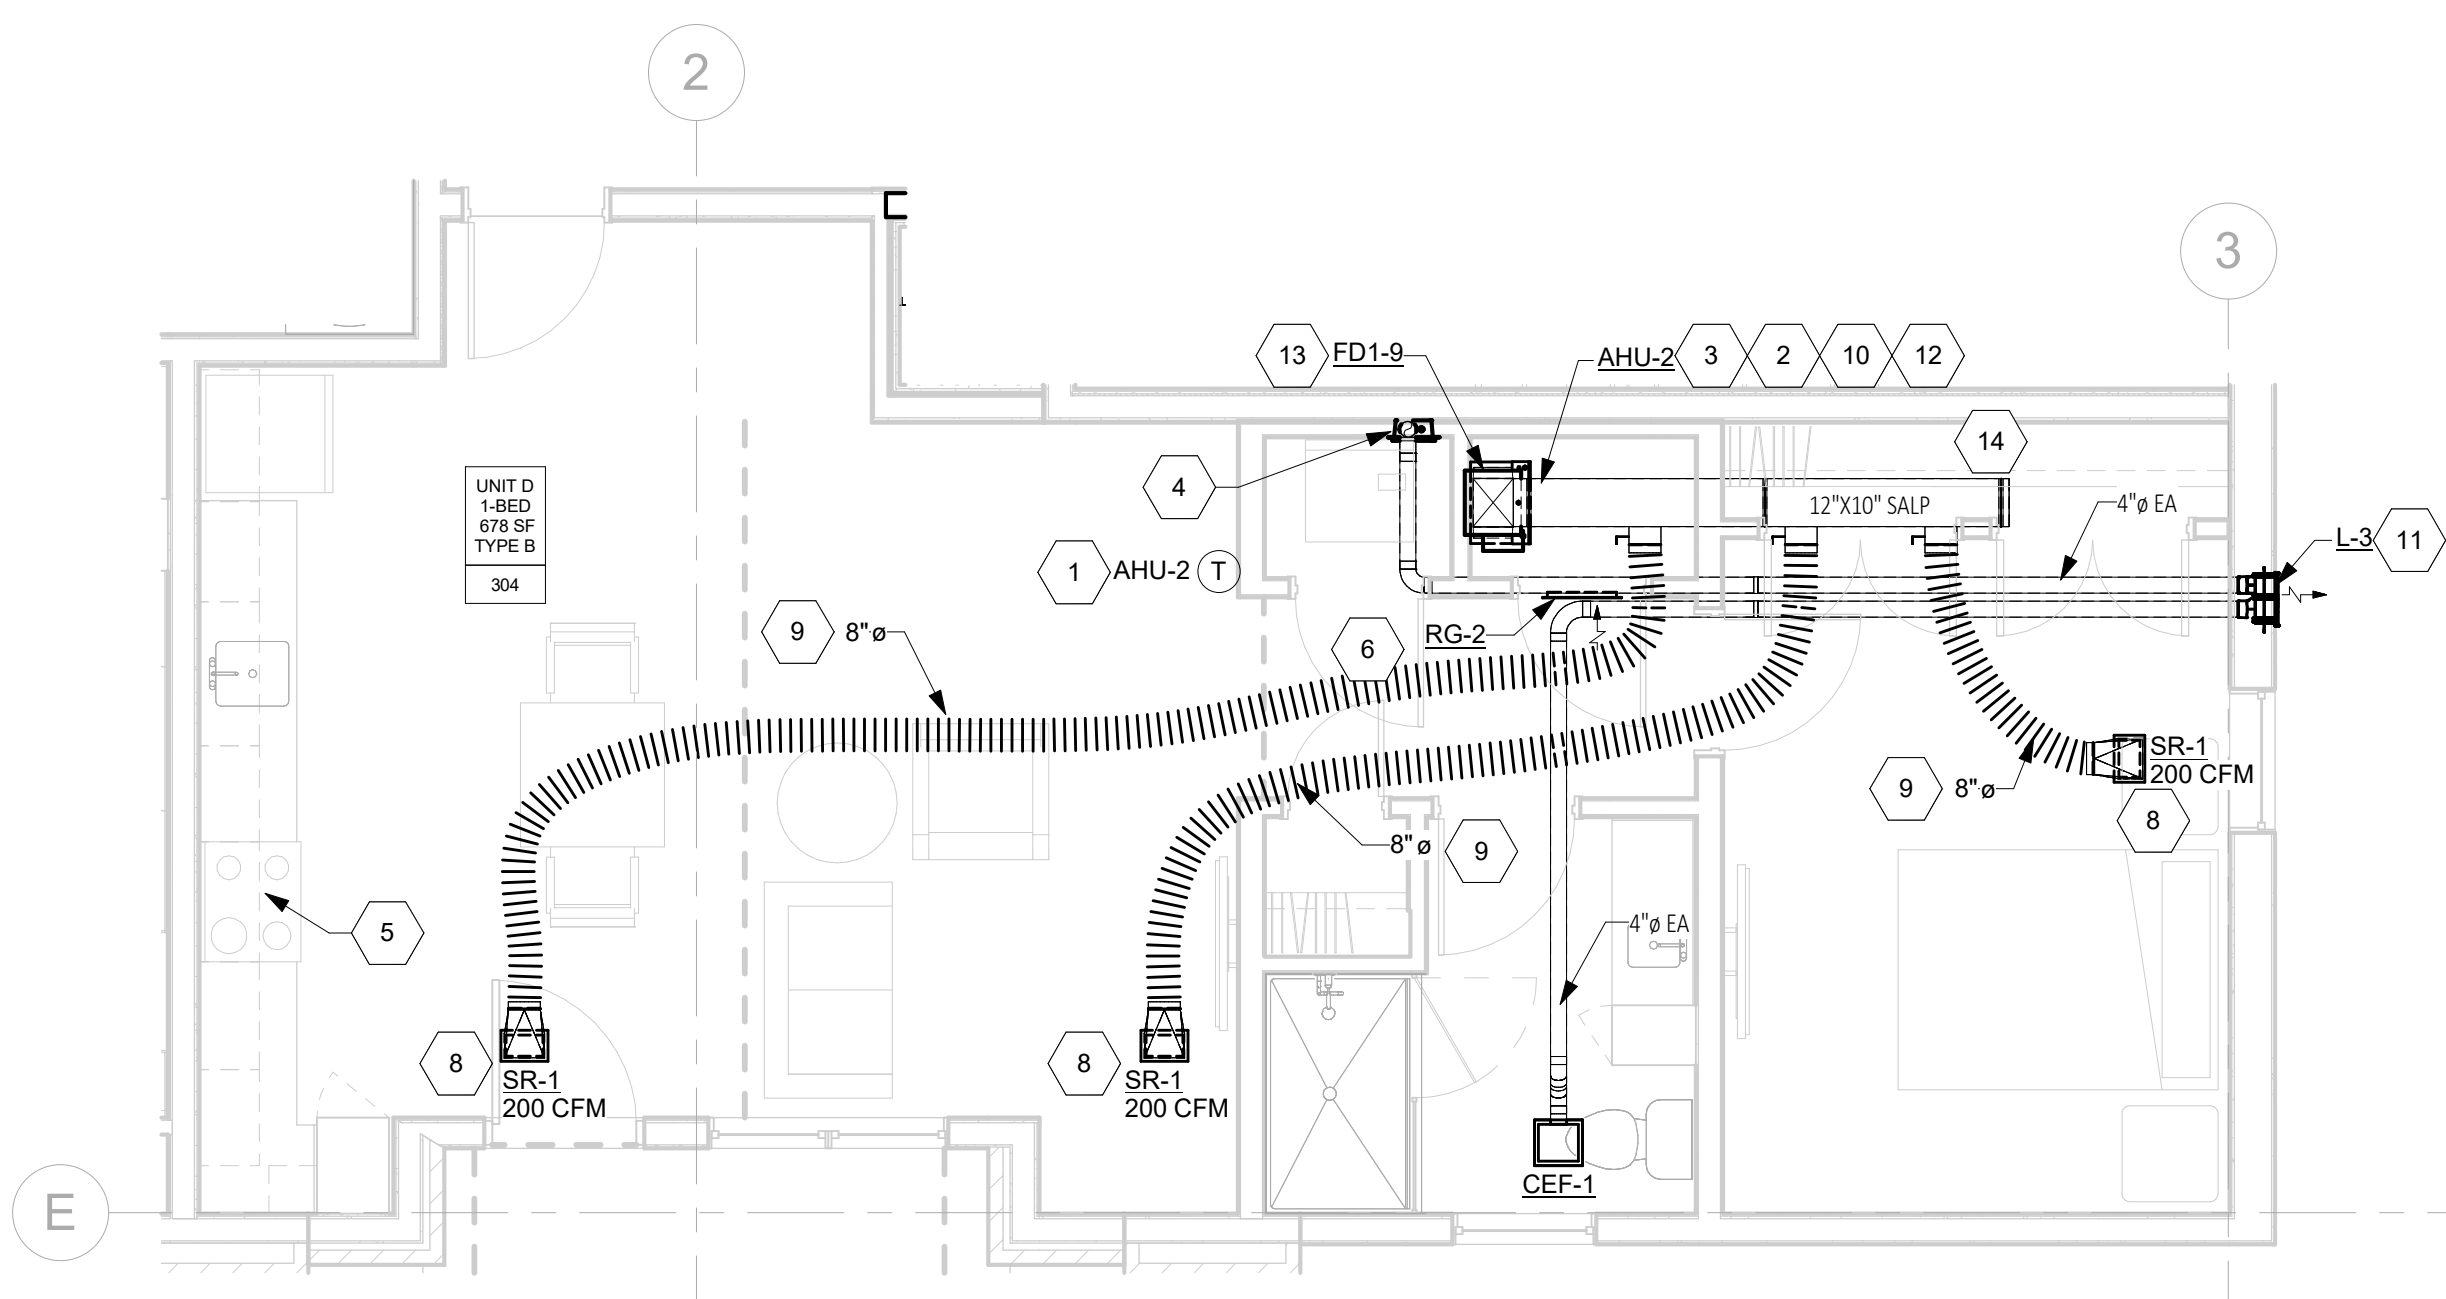 2
3
13
FD1-9
AHU-2
3
2
10
12
14
4
12"X10" SALP
4"ø EA
L-3
11
UNIT D
1-BED
678 SF
TYPE B
304
1
AHU-2
T
9
8"ø
6
RG-2
SR-1
200 CFM
9
8"ø
8
8"ø
9
5
4"ø EA
8
SR-1
200 CFM
8
SR-1
200 CFM
CEF-1
E